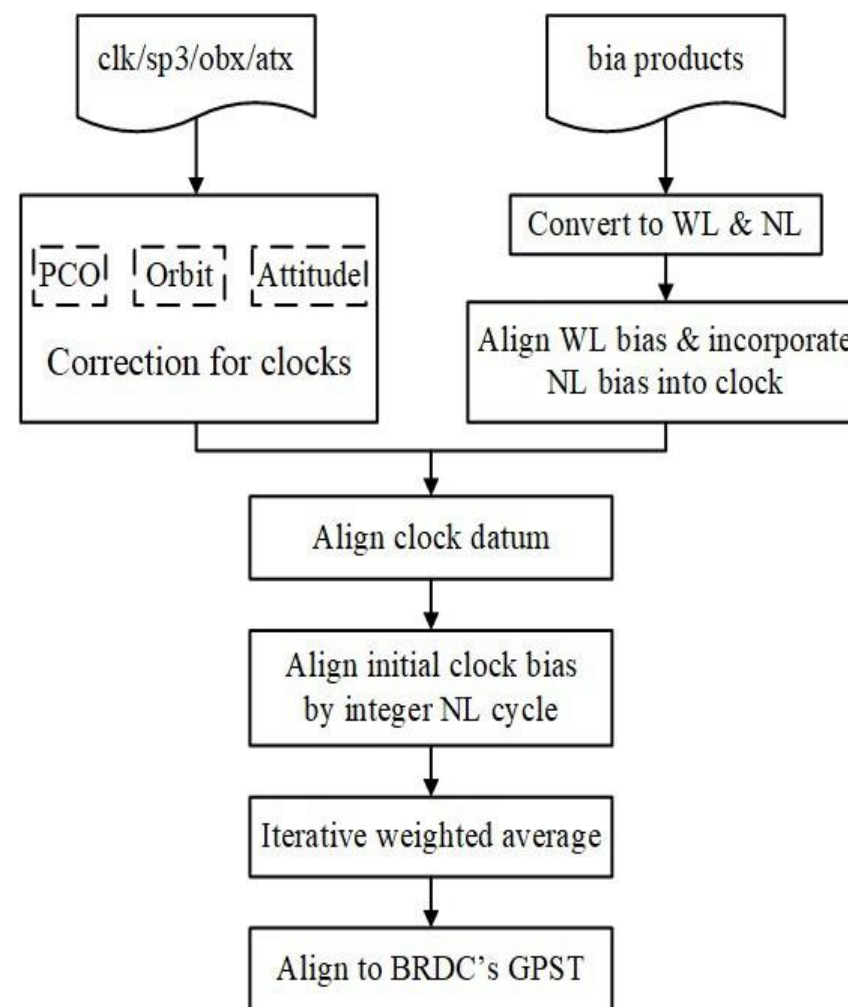 clk/sp3/obx/atx
bia products
PCO
Orbit
Attitude
Correction for clocks
Convert to WL & NL
Align WL bias & incorporate
NL bias into clock
Align clock datum
Align initial clock bias
by integer NL cycle
Iterative weighted average
Align to BRDC's GPST